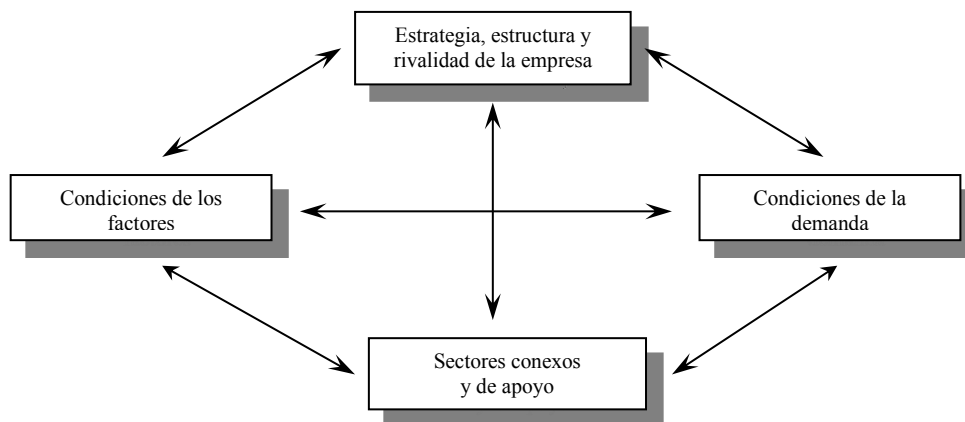 Estrategia, estructura y
rivalidad de la empresa
Condiciones de los
factores
Condiciones de la
demanda
Sectores conexos
y de apoyo